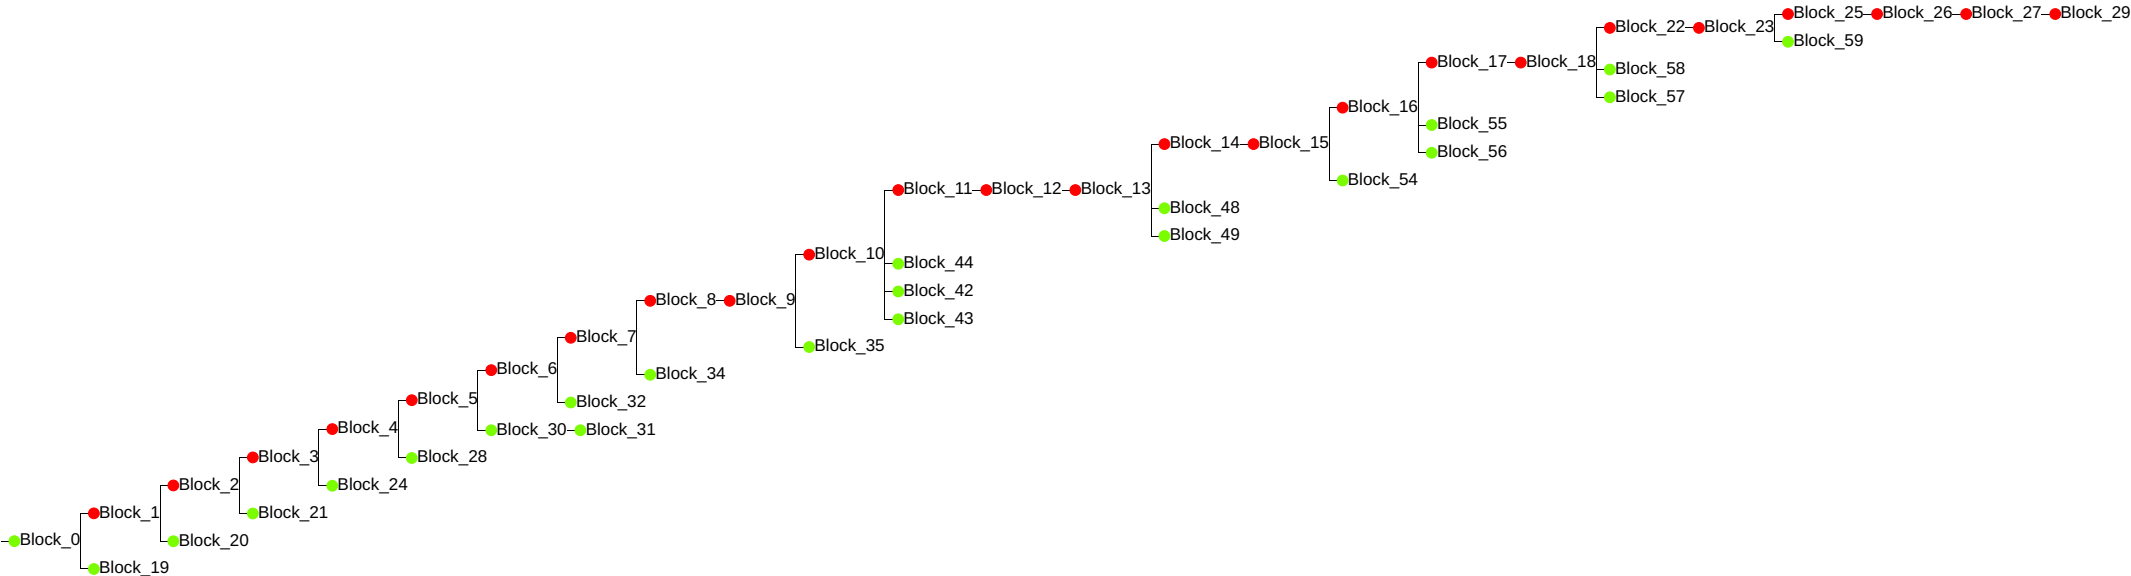 Block_25 Block_26 Block_27 Block_29
Block_22 Block_23
Block_59
Block_17 Block_18
Block_58
Block_57
Block_16
Block_55
Block_14 Block_15
Block_56
Block_54
Block_11 Block_12 Block_13
Block_48
Block_49
Block_10
Block_44
Block_42
Block_8 Block_9
Block_43
Block_7
Block_35
Block_6
Block_34
Block_5
Block_32
Block_4
Block_30 Block_31
Block_3
Block_28
Block_2
Block_24
Block_1
Block_21
Block_0
Block_20
Block_19